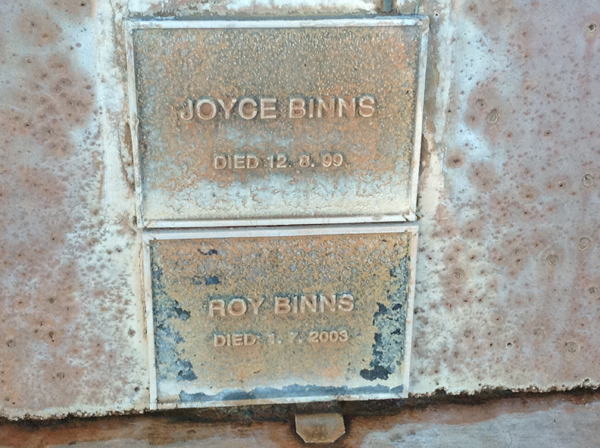 JOYCE BINNS
DIED 12. 8. 99
ROY BINNS
DIED 1. 7. 2003